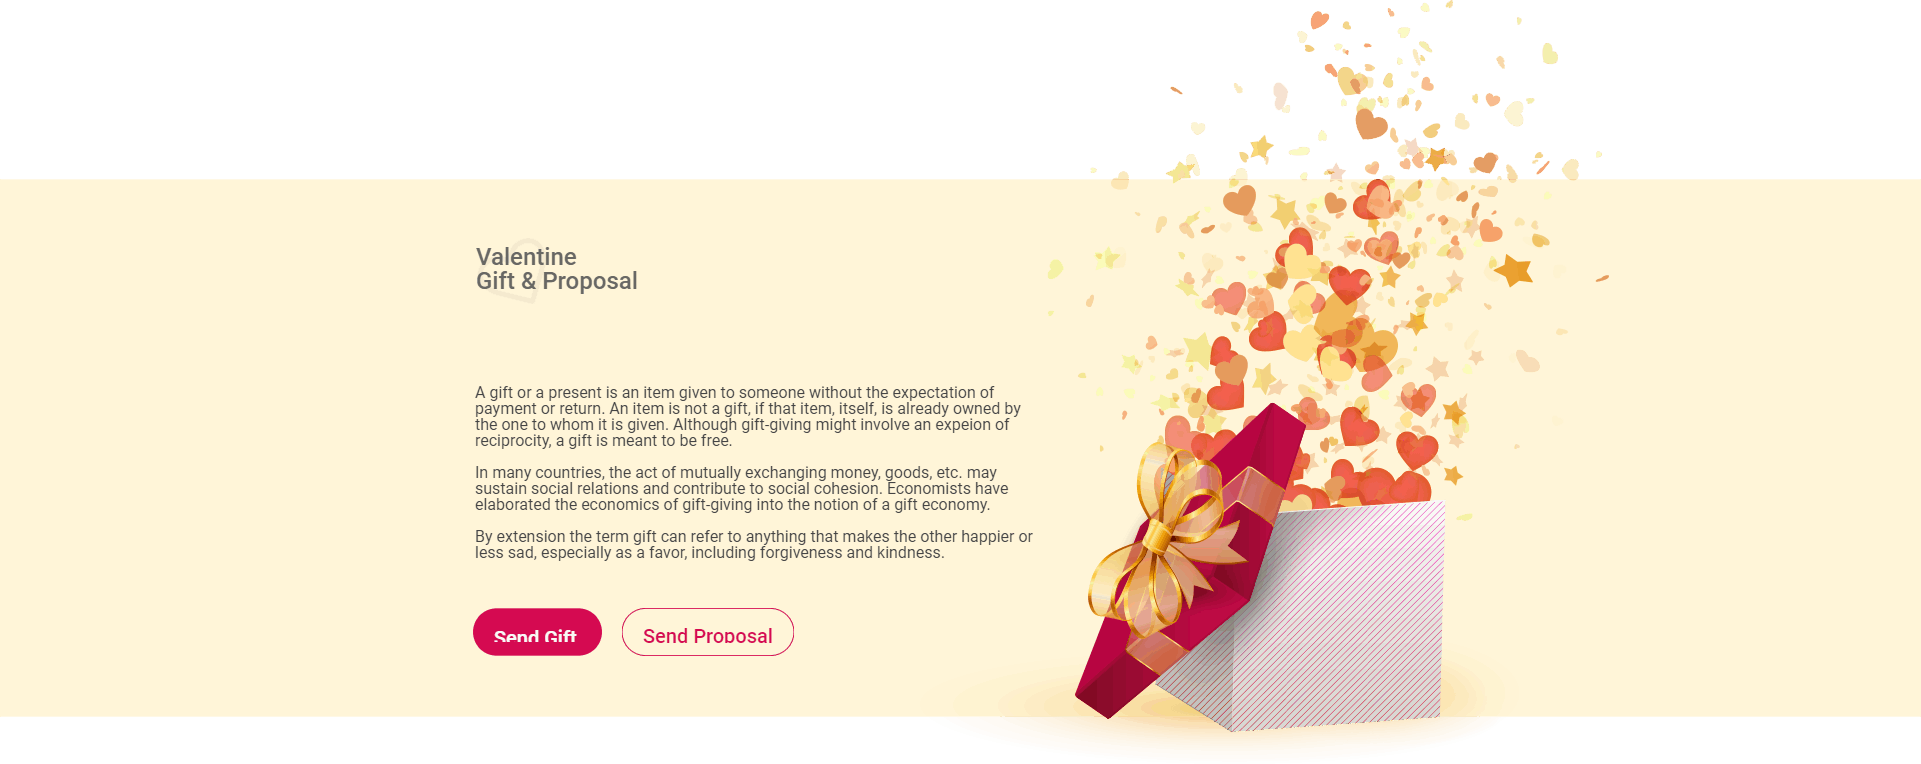 Valentine
Gift & Proposal
A gift or a present is an item given to someone without the expectation of
payment or return. An item is not a gift, if that item, itself, is already owned by
the one to whom it is given. Although gift-giving might involve an expeion of
reciprocity, a gift is meant to be free.
In many countries, the act of mutually exchanging money, goods, etc. may
sustain social relations and contribute to social cohesion. Economists have
elaborated the economics of gift-giving into the notion of a gift economy.
By extension the term gift can refer to anything that makes the other happier or
less sad, especially as a favor, including forgiveness and kindness.
Send Gift Send Proposal